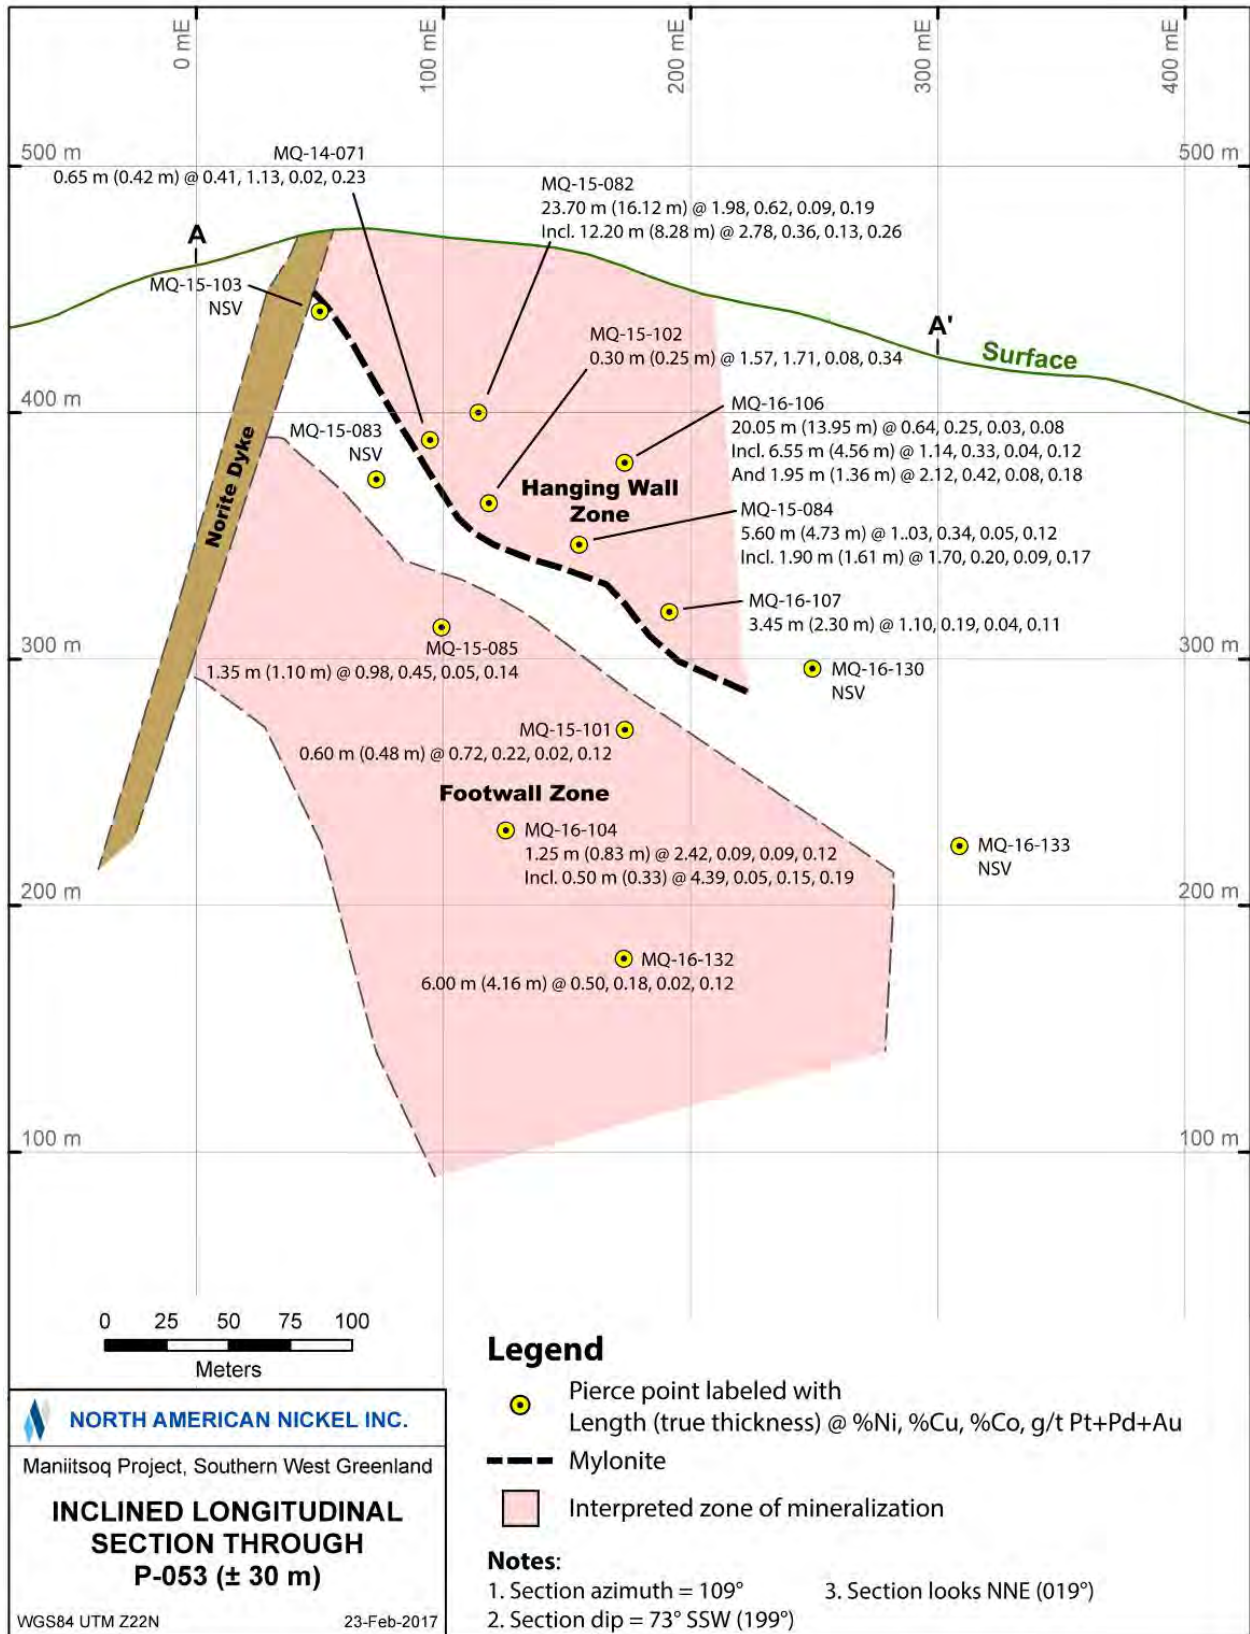 0 mE
100 mE
200 mE
300 mE
400 mE
500 m
500 m
MQ-14-071
0.65 m (0.42 m) @ 0.41, 1.13, 0.02, 0.23
MQ-15-082
23.70 m (16.12 m) @ 1.98, 0.62, 0.09, 0.19
Incl. 12.20 m (8.28 m) @ 2.78, 0.36, 0.13, 0.26
A
MQ-15-103
NSV
MQ-15-102
0.30 m (0.25 m) @ 1.57, 1.71, 0.08, 0.34
A'
Surface
400 m
400 m
MQ-16-106
20.05 m (13.95 m) @ 0.64, 0.25, 0.03, 0.08
Incl. 6.55 m (4.56 m) @ 1.14, 0.33, 0.04, 0.12
And 1.95 m (1.36 m) @ 2.12, 0.42, 0.08, 0.18
MQ-15-083
NSV
Hanging Wall
Zone
Norite Dyke
MQ-15-084
5.60 m (4.73 m) @ 1..03, 0.34, 0.05, 0.12
Incl. 1.90 m (1.61 m) @ 1.70, 0.20, 0.09, 0.17
MQ-16-107
3.45 m (2.30 m) @ 1.10, 0.19, 0.04, 0.11
300 m
300 m
MQ-15-085
1.35 m (1.10 m) @ 0.98, 0.45, 0.05, 0.14
MQ-16-130
NSV
MQ-15-101
0.60 m (0.48 m) @ 0.72, 0.22, 0.02, 0.12
Footwall Zone
MQ-16-104
1.25 m (0.83 m) @ 2.42, 0.09, 0.09, 0.12
Incl. 0.50 m (0.33) @ 4.39, 0.05, 0.15, 0.19
MQ-16-133
NSV
200 m
200 m
MQ-16-132
6.00 m (4.16 m) @ 0.50, 0.18, 0.02, 0.12
100 m
100 m
0 25 50 75 100
Meters
NORTH AMERICAN NICKEL INC.
Maniitsoq Project, Southern West Greenland
INCLINED LONGITUDINAL
SECTION THROUGH
P-053 (± 30 m)
WGS84 UTM Z22N 23-Feb-2017
Legend
Pierce point labeled with
Length (true thickness) @ %Ni, %Cu, %Co, g/t Pt+Pd+Au
Mylonite
Interpreted zone of mineralization
Notes:
1. Section azimuth = 109° 3. Section looks NNE (019°)
2. Section dip = 73° SSW (199°)